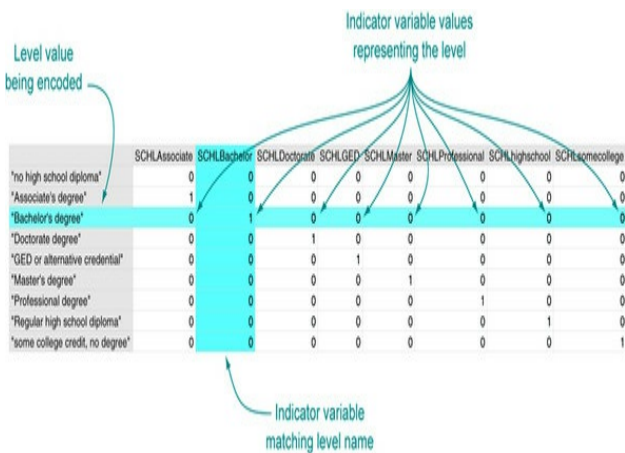 Indicator variable values
representing the level
Level value
being encoded
SCHLAssociate SCHLBachelor SCHLDoctorate SCHLGED SCHLMaster SCHLProfessional SCHLhighschool SCHLsomecollege
"no high school diploma" 0 0 0 0 0 0 0 0
"Associate's degree" 1 0 0 0 0 0 0 0
"Bachelor's degree" 0 1 0 0 0 0 0 0
"Doctorate degree" 0 0 1 0 0 0 0 0
"GED or alternative credential" 0 0 0 1 0 0 0 0
"Master's degree" 0 0 0 0 1 0 0 0
"Professional degree" 0 0 0 0 0 1 0 0
"Regular high school diploma" 0 0 0 0 0 0 1 0
"some college credit, no degree" 0 0 0 0 0 0 0 1
Indicator variable
matching level name